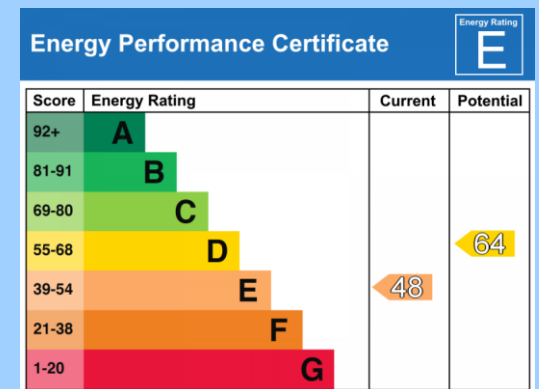 Energy Performance Certificate
Energy Rating
E
Score Energy Rating Current Potential
92+ A
81-91 B
69-80 C
55-68 D 64
39-54 E 48
21-38 F
1-20 G